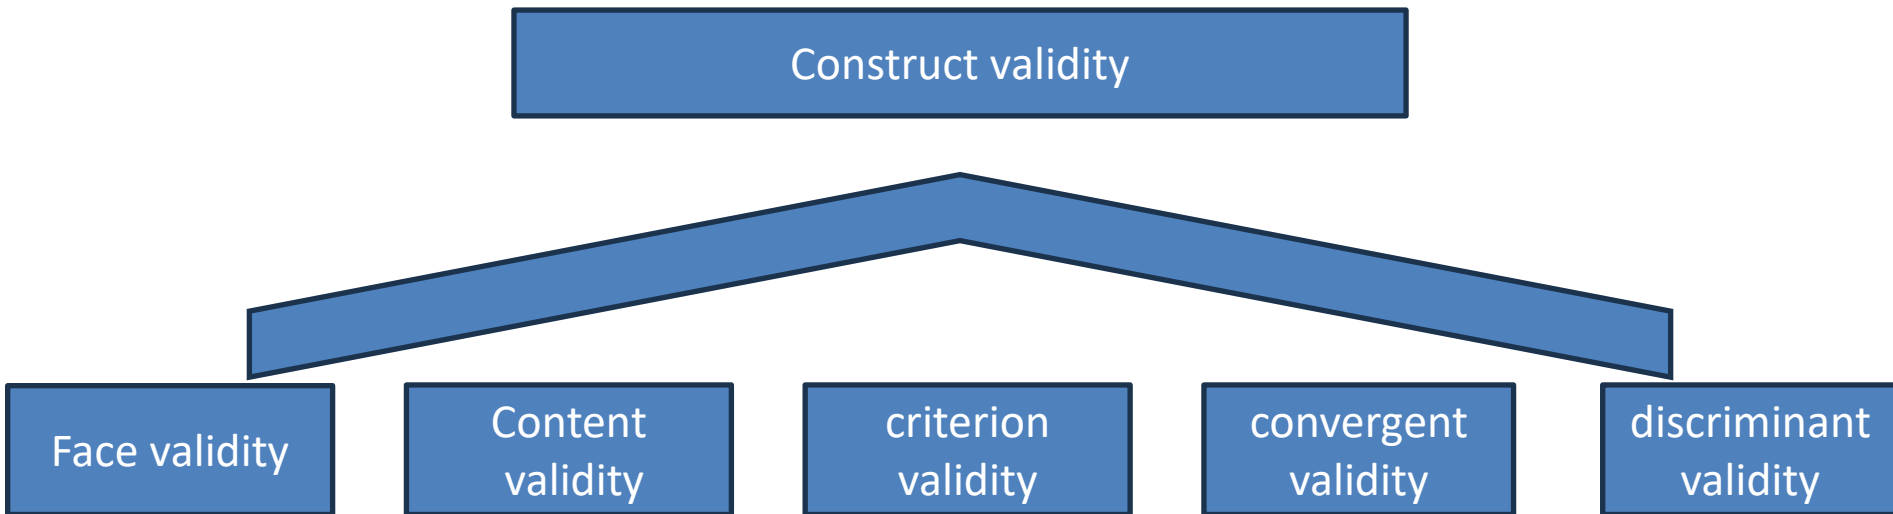 Construct validity
Face validity
Content
validity
criterion
validity
convergent
validity
discriminant
validity